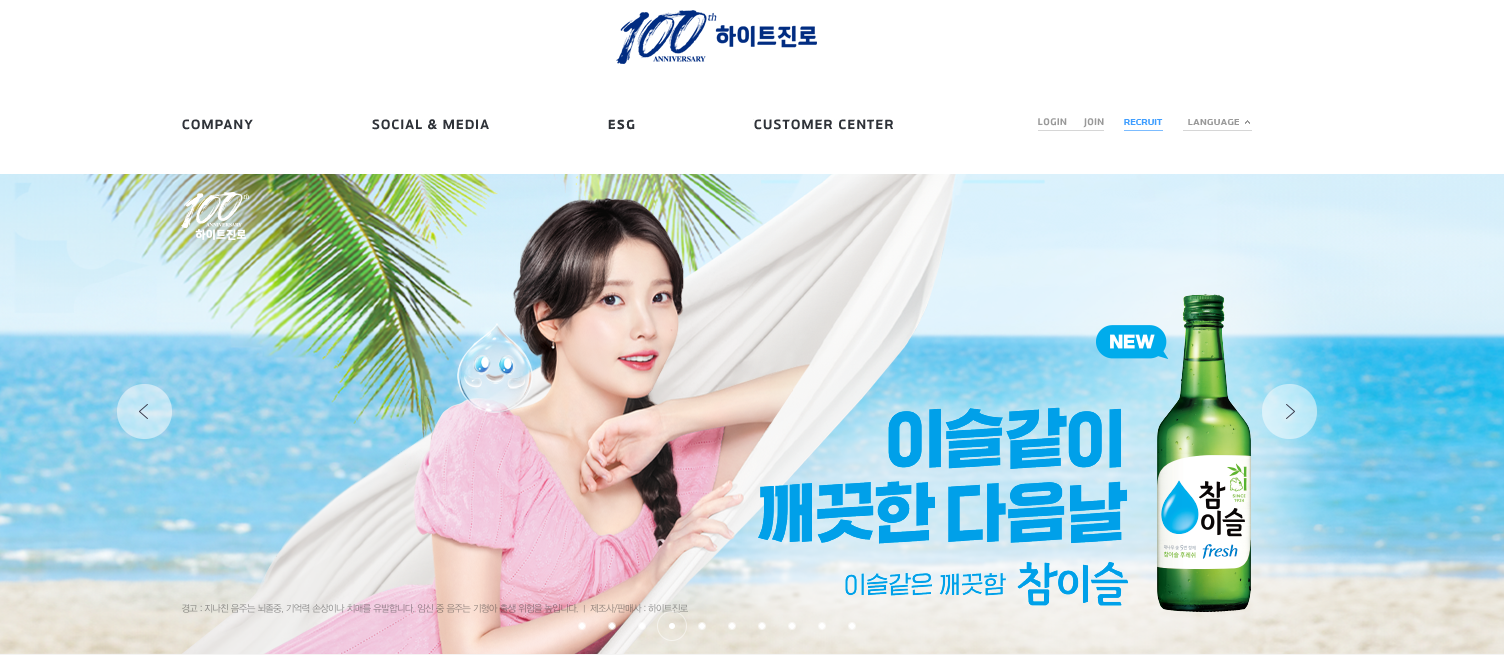 100th 하이트진로
ANNIVERSARY
COMPANY
SOCIAL & MEDIA
ESG
CUSTOMER CENTER
LOGIN
JOIN
RECRUIT
LANGUAGE
100th
ANNIVERSARY
하이트진로
NEW
이슬같이
깨끗한 다음날
이슬같은 깨끗함 참이슬
참
이슬
SINCE
1924
fresh
경고 : 지나친 음주는 뇌졸중, 기억력 손상이나 치매를 유발합니다. 임신 중 음주는 기형아 출생 위험을 높입니다. | 제조사/판매사 : 하이트진로